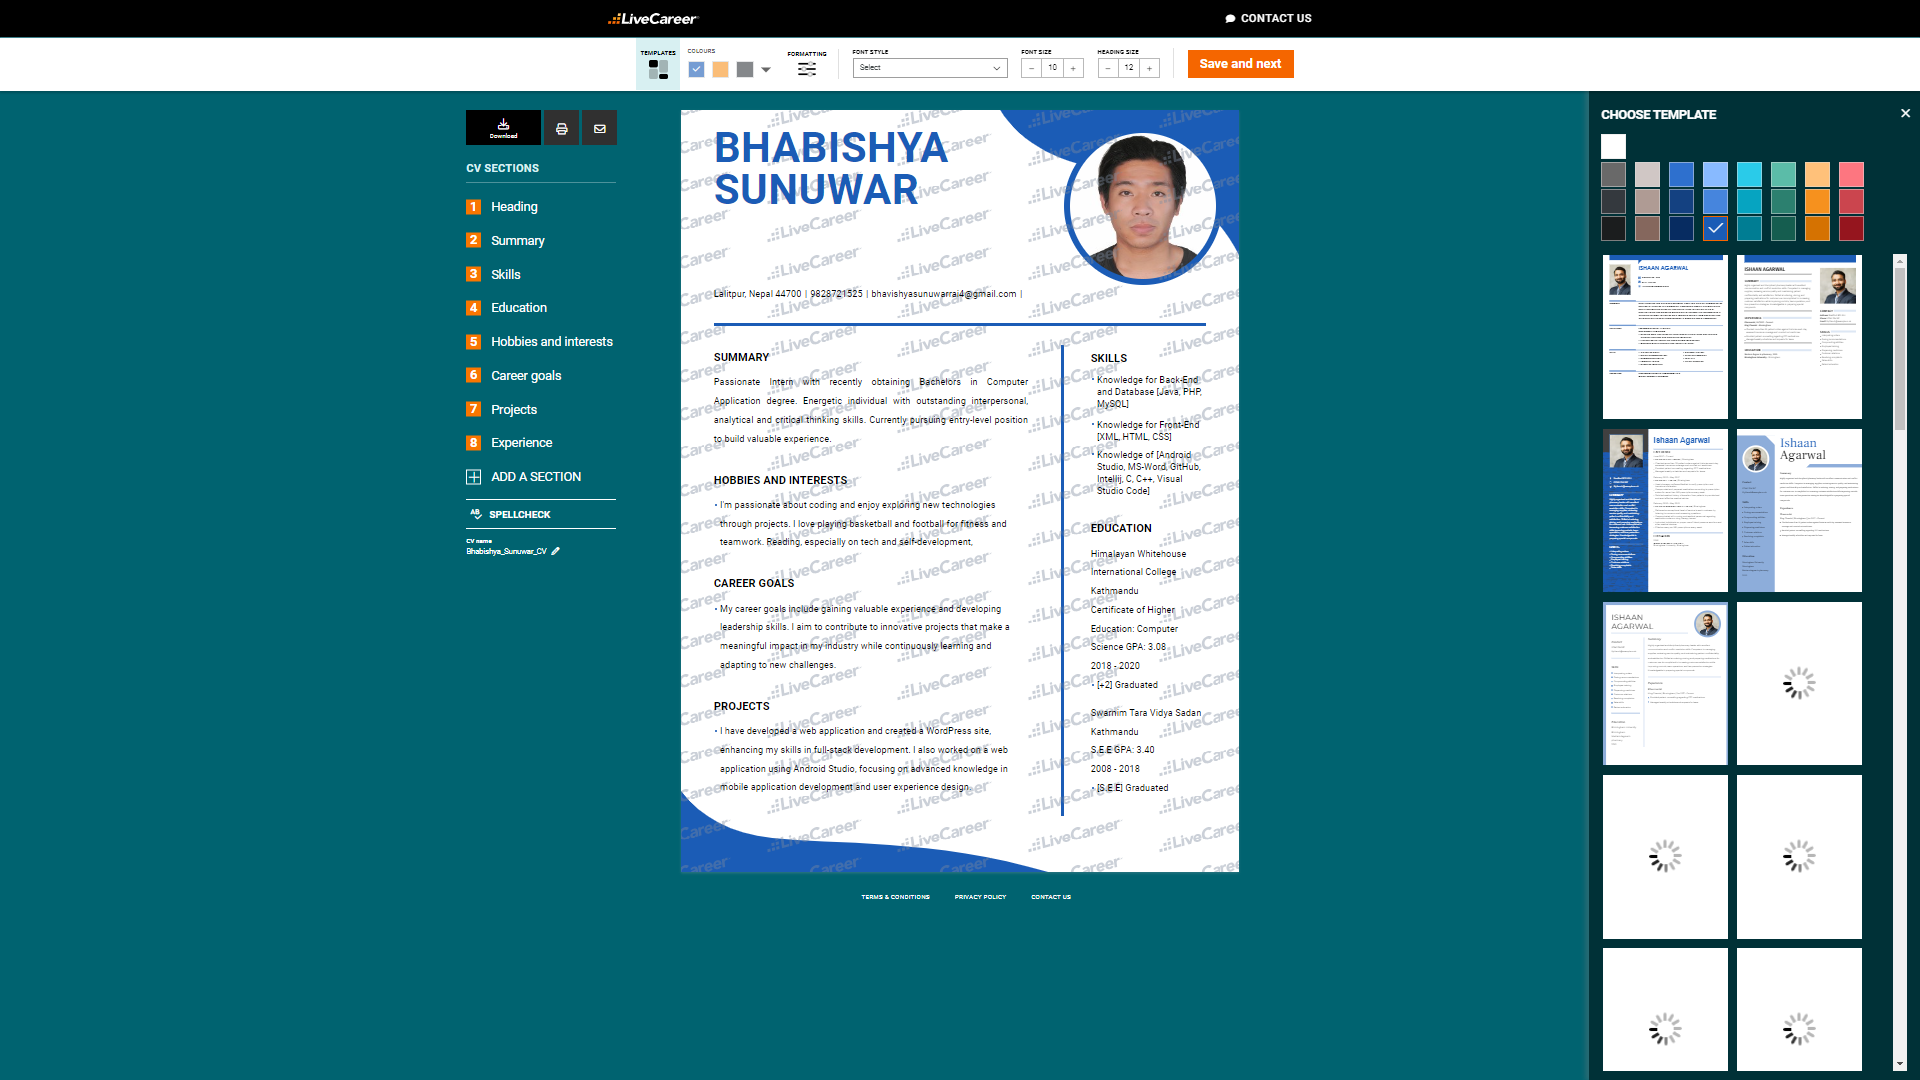 LiveCareer
CONTACT US
TEMPLATES
COLOURS
FORMATTING
FONT STYLE
Select
FONT SIZE
− 10 +
HEADING SIZE
− 12 +
Save and next
Download
CV SECTIONS
1 Heading
2 Summary
3 Skills
4 Education
5 Hobbies and interests
6 Career goals
7 Projects
8 Experience
ADD A SECTION
SPELLCHECK
CV name
Bhabishya_Sunuwar_CV
BHABISHYA
SUNUWAR
Lalitpur, Nepal 44700 | 9828721525 | bhavishyasunuwarrai4@gmail.com |
SUMMARY
Passionate Intern with recently obtaining Bachelors in Computer
Application degree. Energetic individual with outstanding interpersonal,
analytical and critical thinking skills. Currently pursuing entry-level position
to build valuable experience.
HOBBIES AND INTERESTS
• I'm passionate about coding and enjoy exploring new technologies
through projects. I love playing basketball and football for fitness and
teamwork. Reading, especially on tech and self-development,
CAREER GOALS
• My career goals include gaining valuable experience and developing
leadership skills. I aim to contribute to innovative projects that make a
meaningful impact in my industry while continuously learning and
adapting to new challenges.
PROJECTS
• I have developed a web application and created a WordPress site,
enhancing my skills in full-stack development. I also worked on a web
application using Android Studio, focusing on advanced knowledge in
mobile application development and user experience design.
SKILLS
• Knowledge for Back-End
and Database [Java, PHP,
MySQL]
• Knowledge for Front-End
[XML, HTML, CSS]
• Knowledge of [Android
Studio, MS-Word, GitHub,
Intellij, C, C++, Visual
Studio Code]
EDUCATION
Himalayan Whitehouse
International College
Kathmandu
Certificate of Higher
Education: Computer
Science GPA: 3.08
2018 - 2020
• [+2] Graduated
Swarnim Tara Vidya Sadan
Kathmandu
S.E.E GPA: 3.40
2008 - 2018
• [S.E.E] Graduated
TERMS & CONDITIONS
PRIVACY POLICY
CONTACT US
CHOOSE TEMPLATE
ISHAAN AGARWAL
ISHAAN AGARWAL
Ishaan Agarwal
Ishaan
Agarwal
ISHAAN
AGARWAL